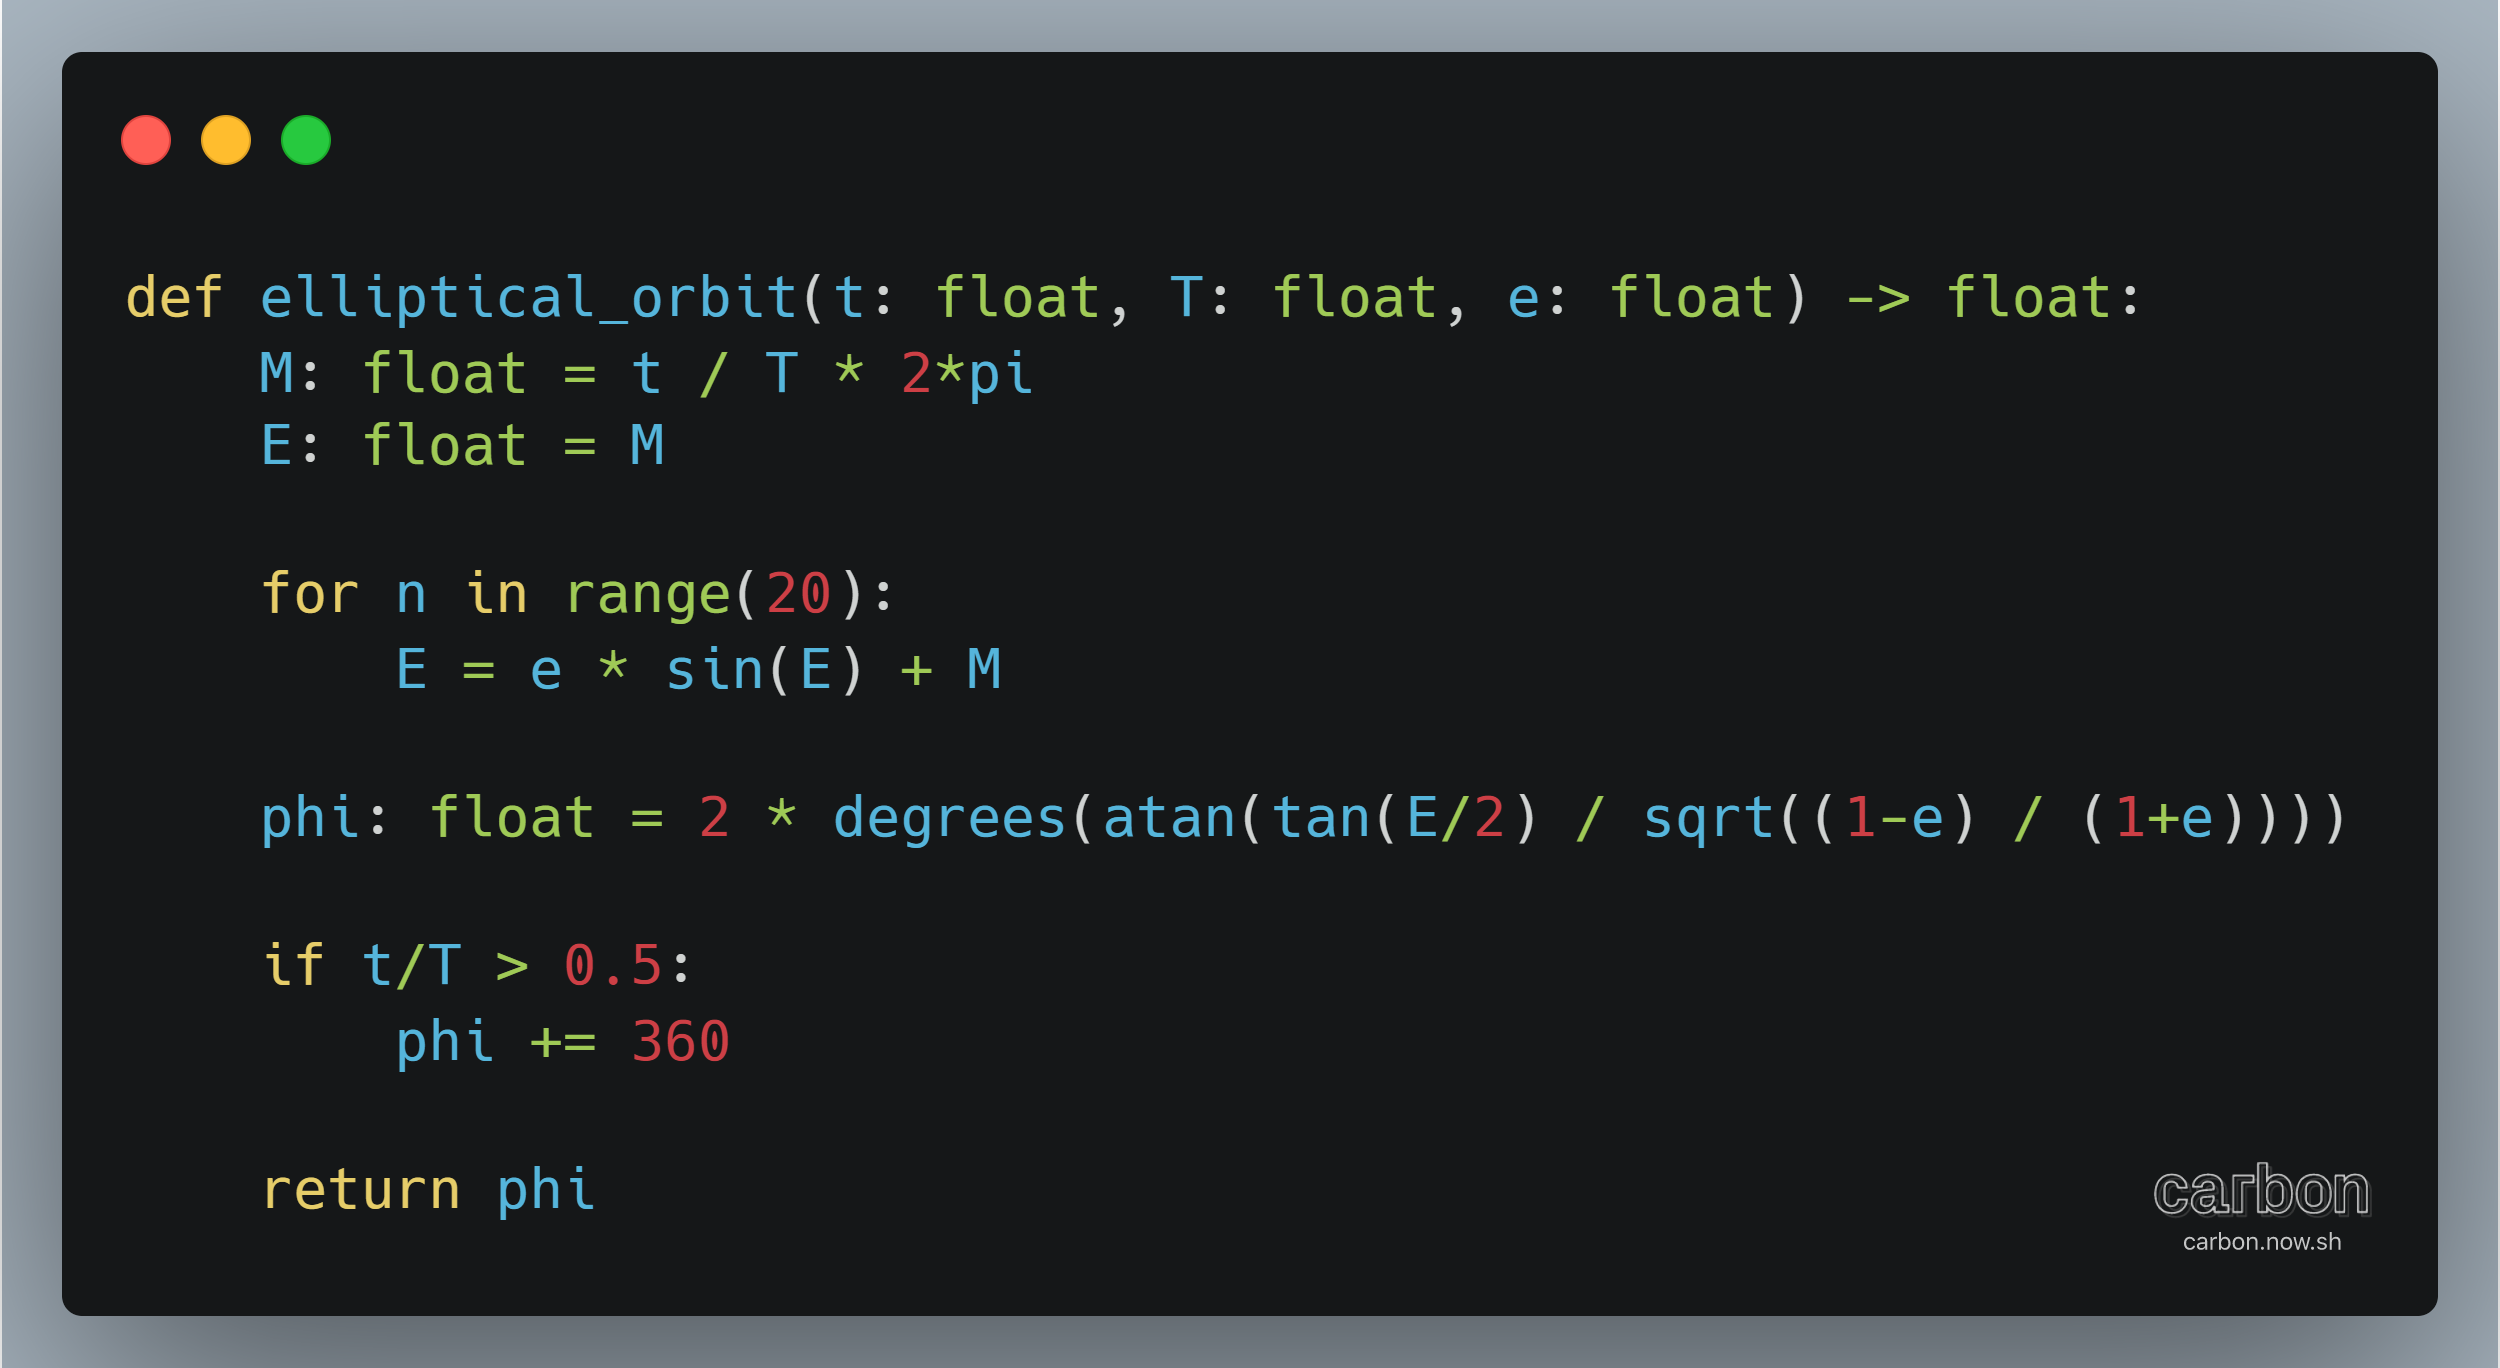 def elliptical_orbit(t: float, T: float, e: float) -> float:
    M: float = t / T * 2*pi
    E: float = M

    for n in range(20):
        E = e * sin(E) + M

    phi: float = 2 * degrees(atan(tan(E/2) / sqrt((1-e) / (1+e))))

    if t/T > 0.5:
        phi += 360

    return phi
carbon
carbon.now.sh